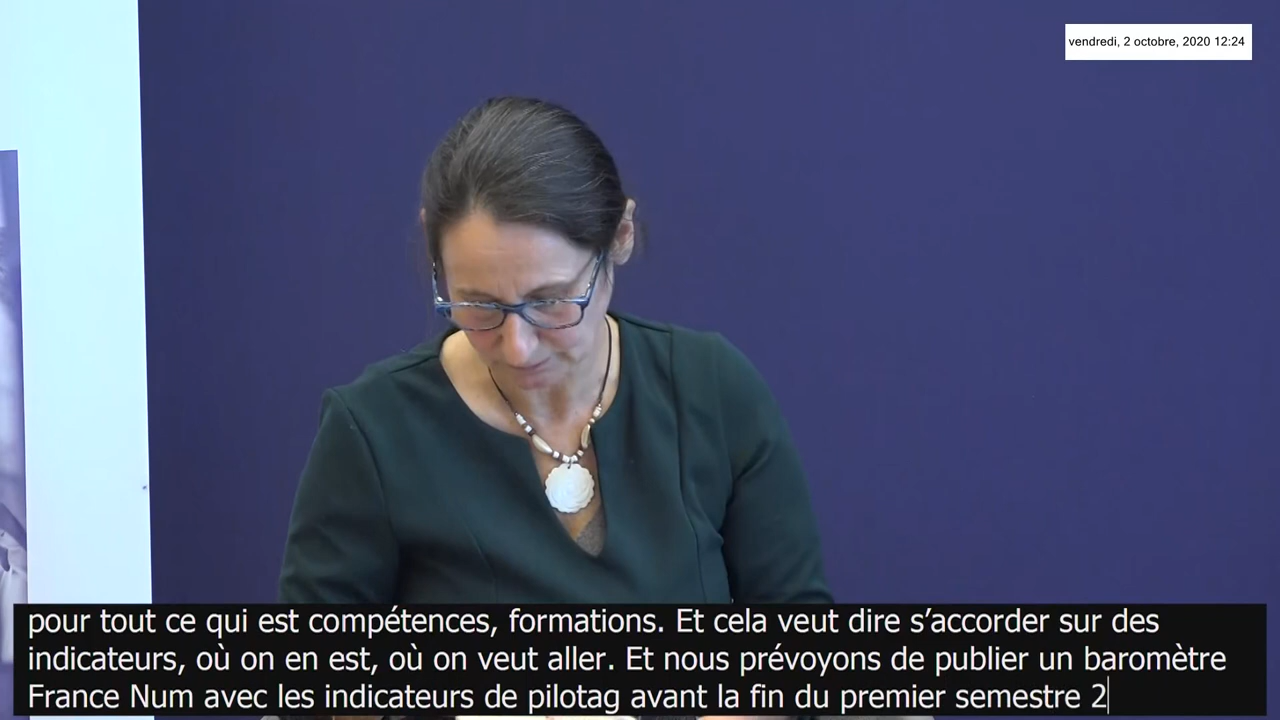 vendredi, 2 octobre, 2020 12:24
pour tout ce qui est compétences, formations. Et cela veut dire s’accorder sur des
indicateurs, où on en est, où on veut aller. Et nous prévoyons de publier un baromètre
France Num avec les indicateurs de pilotag avant la fin du premier semestre 2